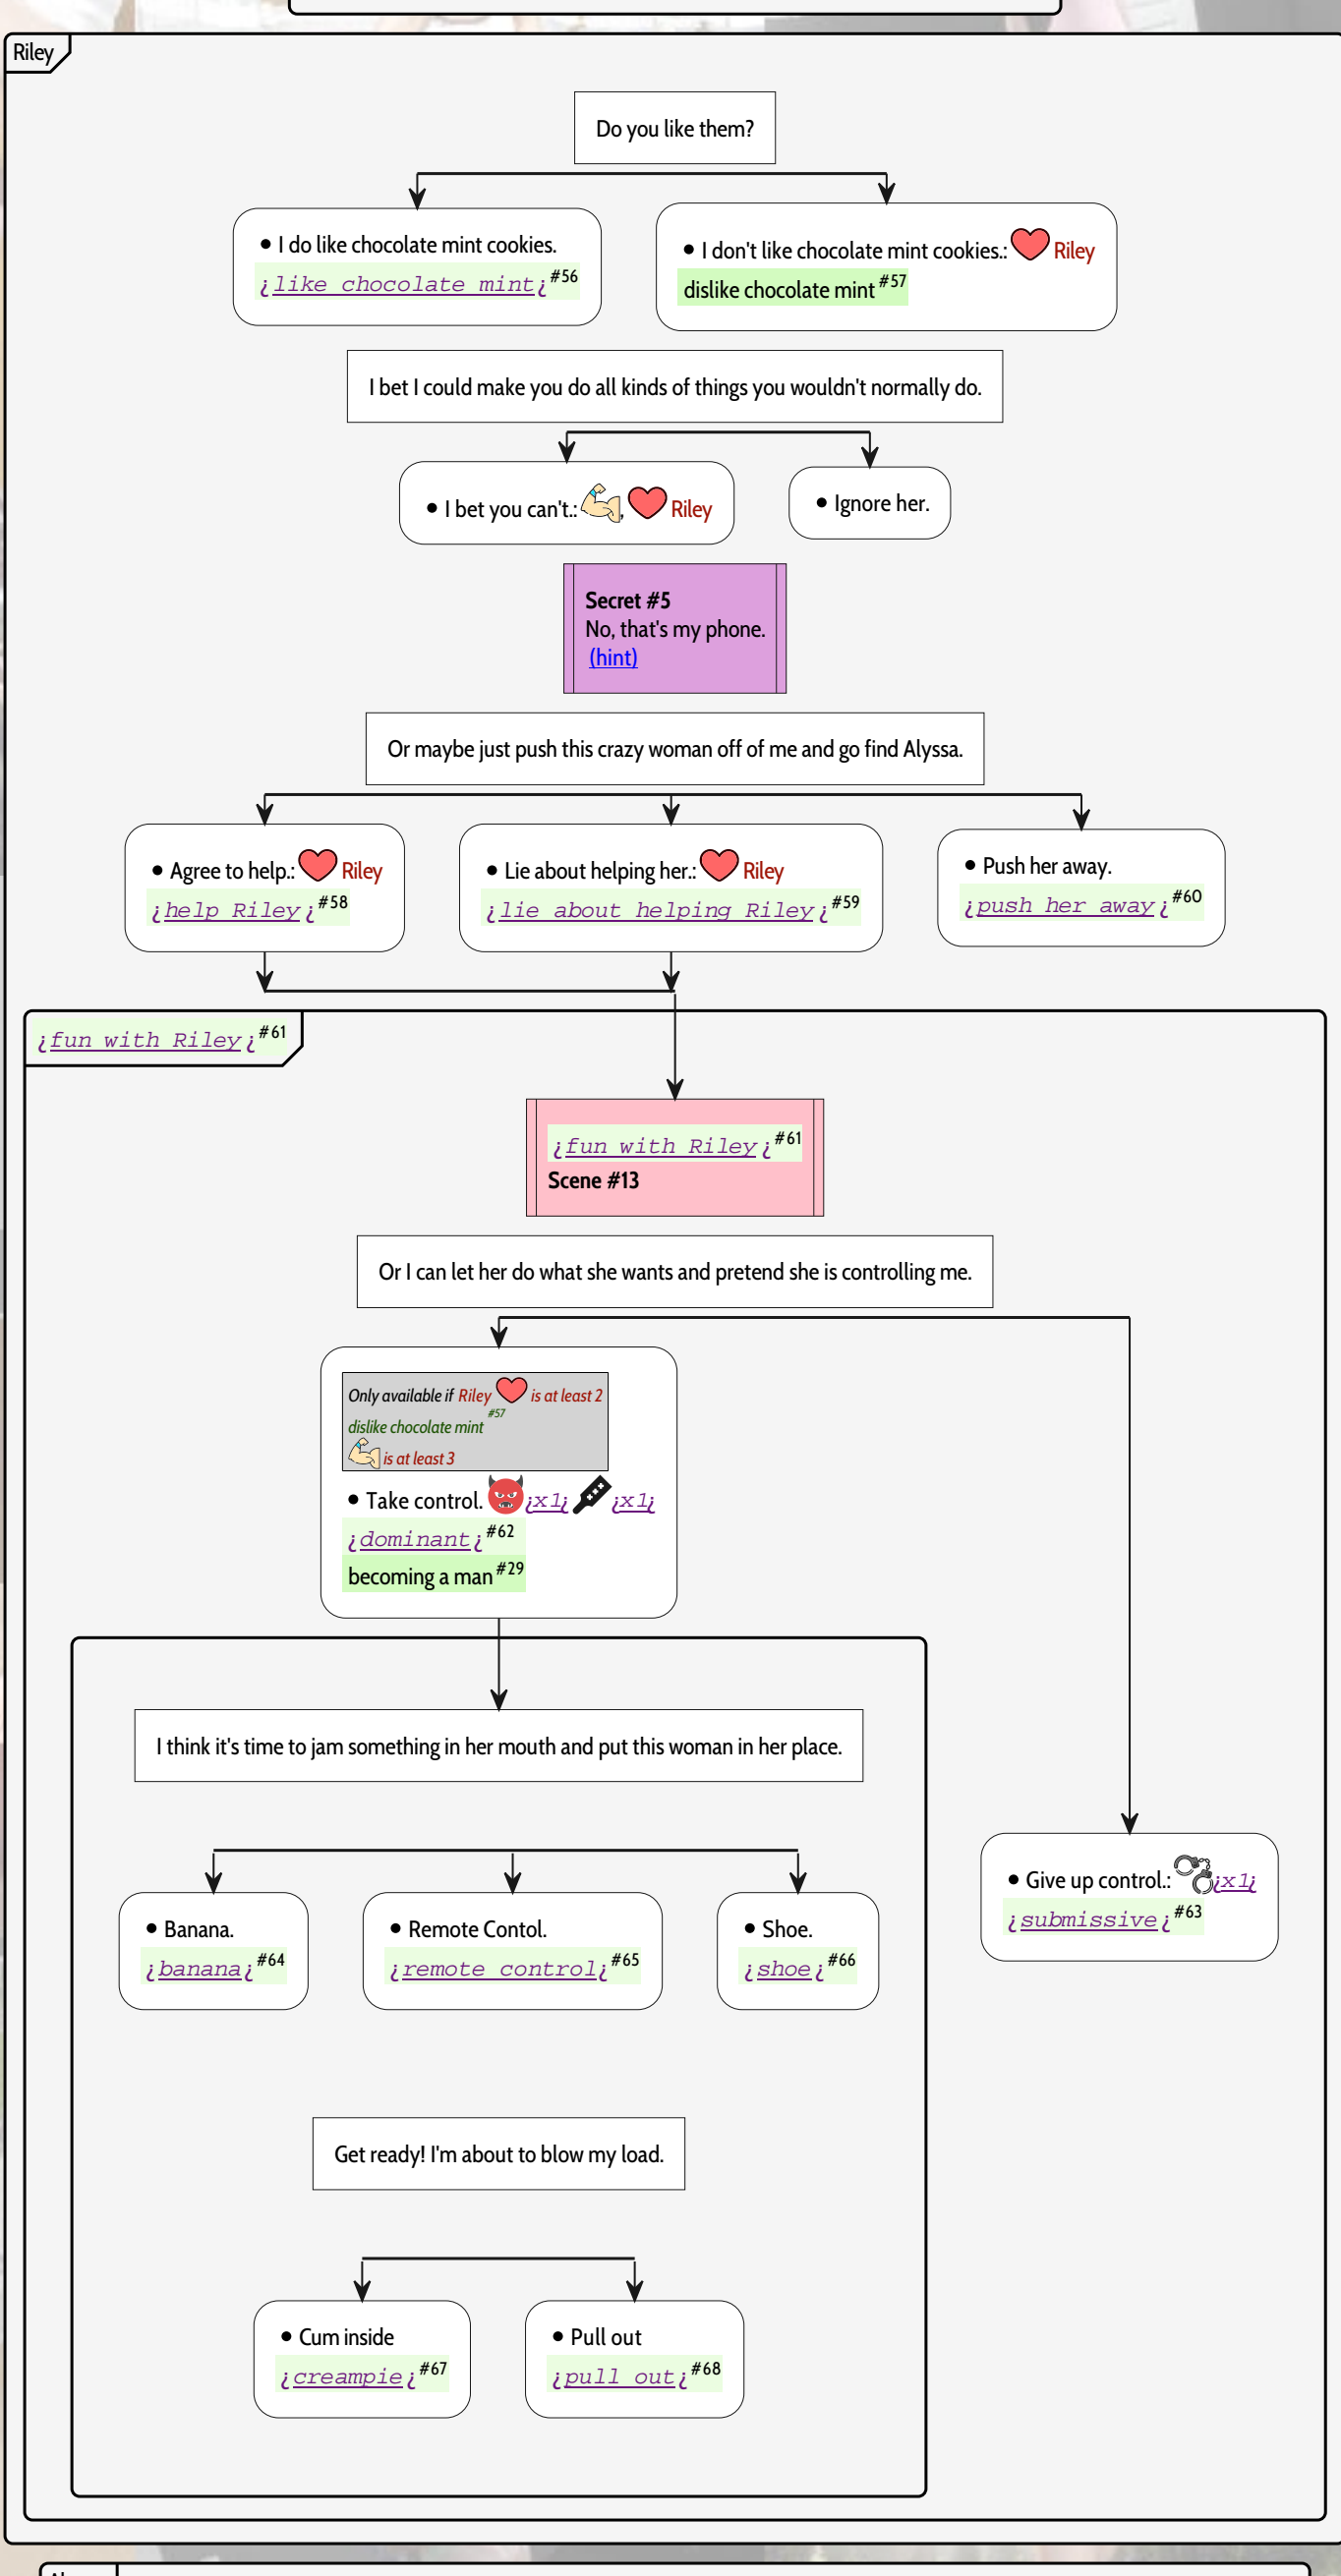 Riley
Do you like them?
• I do like chocolate mint cookies.
¿like chocolate mint¿ #56
• I don't like chocolate mint cookies.: Riley
dislike chocolate mint #57
I bet I could make you do all kinds of things you wouldn't normally do.
• I bet you can't.: , Riley
• Ignore her.
Secret #5
No, that's my phone.
(hint)
Or maybe just push this crazy woman off of me and go find Alyssa.
• Agree to help.: Riley
¿help Riley¿ #58
• Lie about helping her.: Riley
¿lie about helping Riley¿ #59
• Push her away.
¿push her away¿ #60
¿fun with Riley¿ #61
¿fun with Riley¿ #61
Scene #13
Or I can let her do what she wants and pretend she is controlling me.
Only available if Riley is at least 2
dislike chocolate mint #57
is at least 3
• Take control. ¿x1¿ ¿x1¿
¿dominant¿ #62
becoming a man #29
I think it's time to jam something in her mouth and put this woman in her place.
• Give up control.: ¿x1¿
¿submissive¿ #63
• Banana.
¿banana¿ #64
• Remote Contol.
¿remote control¿ #65
• Shoe.
¿shoe¿ #66
Get ready! I'm about to blow my load.
• Cum inside
¿creampie¿ #67
• Pull out
¿pull out¿ #68